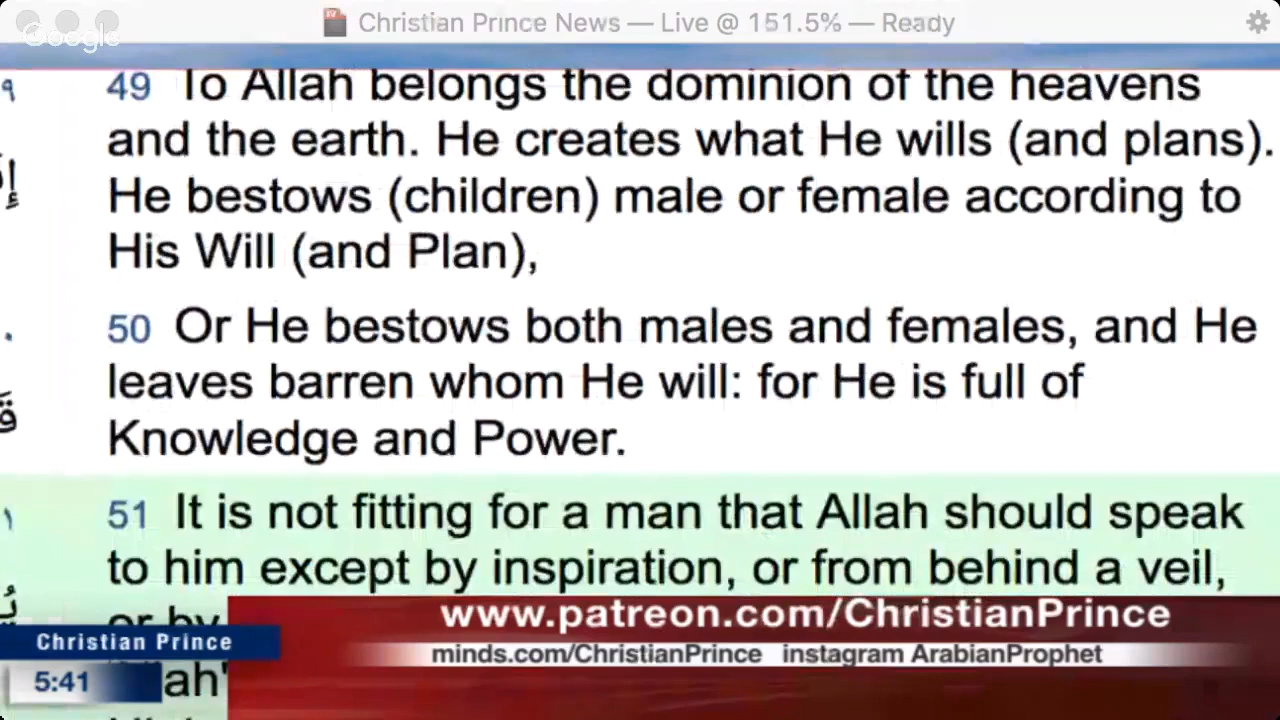 Christian Prince News — Live @ 151.5% — Ready
Google
49 To Allah belongs the dominion of the heavens
and the earth. He creates what He wills (and plans).
He bestows (children) male or female according to
His Will (and Plan),
50 Or He bestows both males and females, and He
leaves barren whom He will: for He is full of
Knowledge and Power.
51 It is not fitting for a man that Allah should speak
to him except by inspiration, or from behind a veil,
or by
www.patreon.com/ChristianPrince
Christian Prince
minds.com/ChristianPrince instagram ArabianProphet
5:41